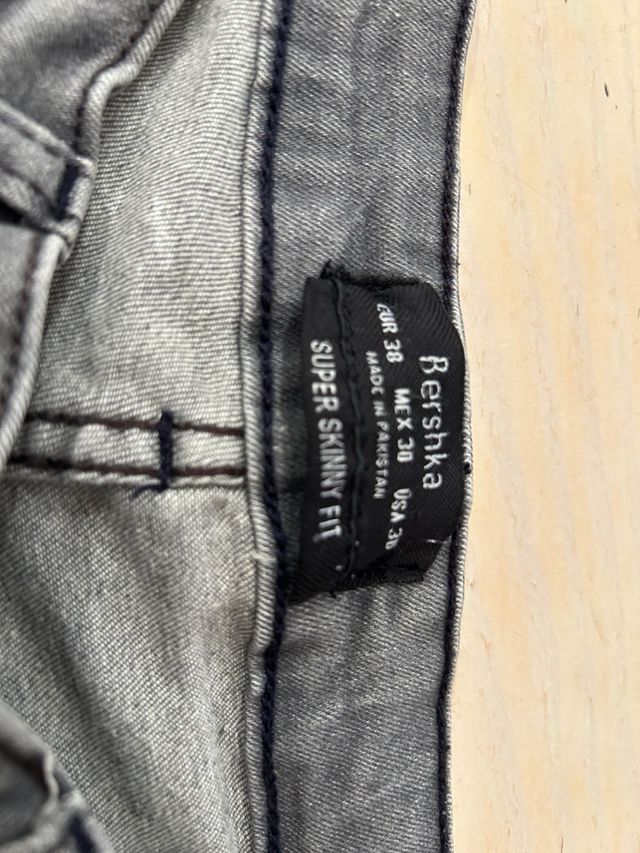 Bershka
EUR 38 MEX 30 USA 30
MADE IN PAKISTAN
SUPER SKINNY FIT